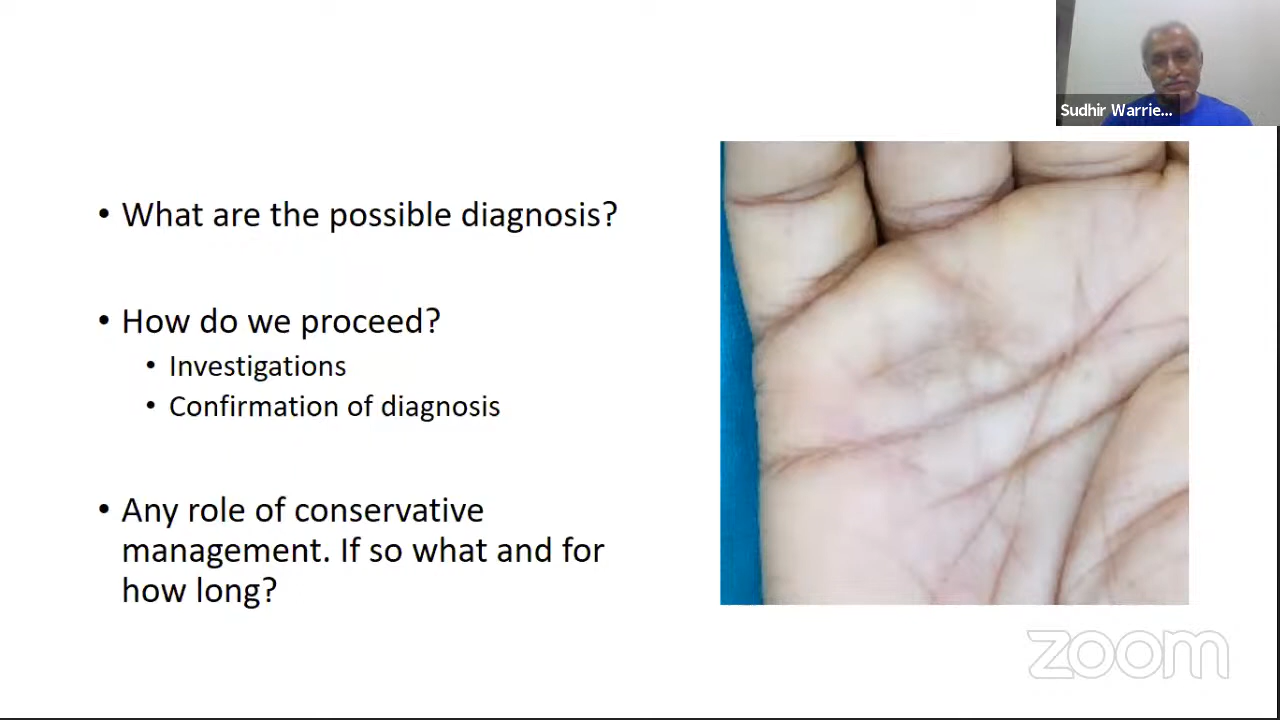 Sudhir Warrie...
• What are the possible diagnosis?
• How do we proceed?
• Investigations
• Confirmation of diagnosis
• Any role of conservative
management. If so what and for
how long?
zoom